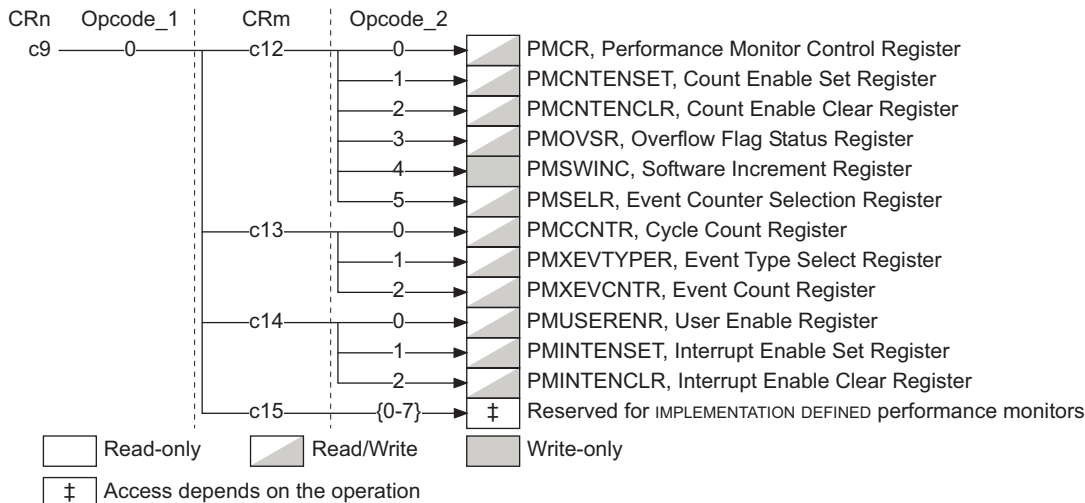 CRn Opcode_1 CRm Opcode_2
c9 0 c12 0 PMCR, Performance Monitor Control Register
1 PMCNTENSET, Count Enable Set Register
2 PMCNTENCLR, Count Enable Clear Register
3 PMOVSR, Overflow Flag Status Register
4 PMSWINC, Software Increment Register
5 PMSELR, Event Counter Selection Register
c13 0 PMCCNTR, Cycle Count Register
1 PMXEVTYPER, Event Type Select Register
2 PMXEVCNTR, Event Count Register
c14 0 PMUSERENR, User Enable Register
1 PMINTENSET, Interrupt Enable Set Register
2 PMINTENCLR, Interrupt Enable Clear Register
c15 {0-7} ‡ Reserved for IMPLEMENTATION DEFINED performance monitors
Read-only Read/Write Write-only
‡ Access depends on the operation